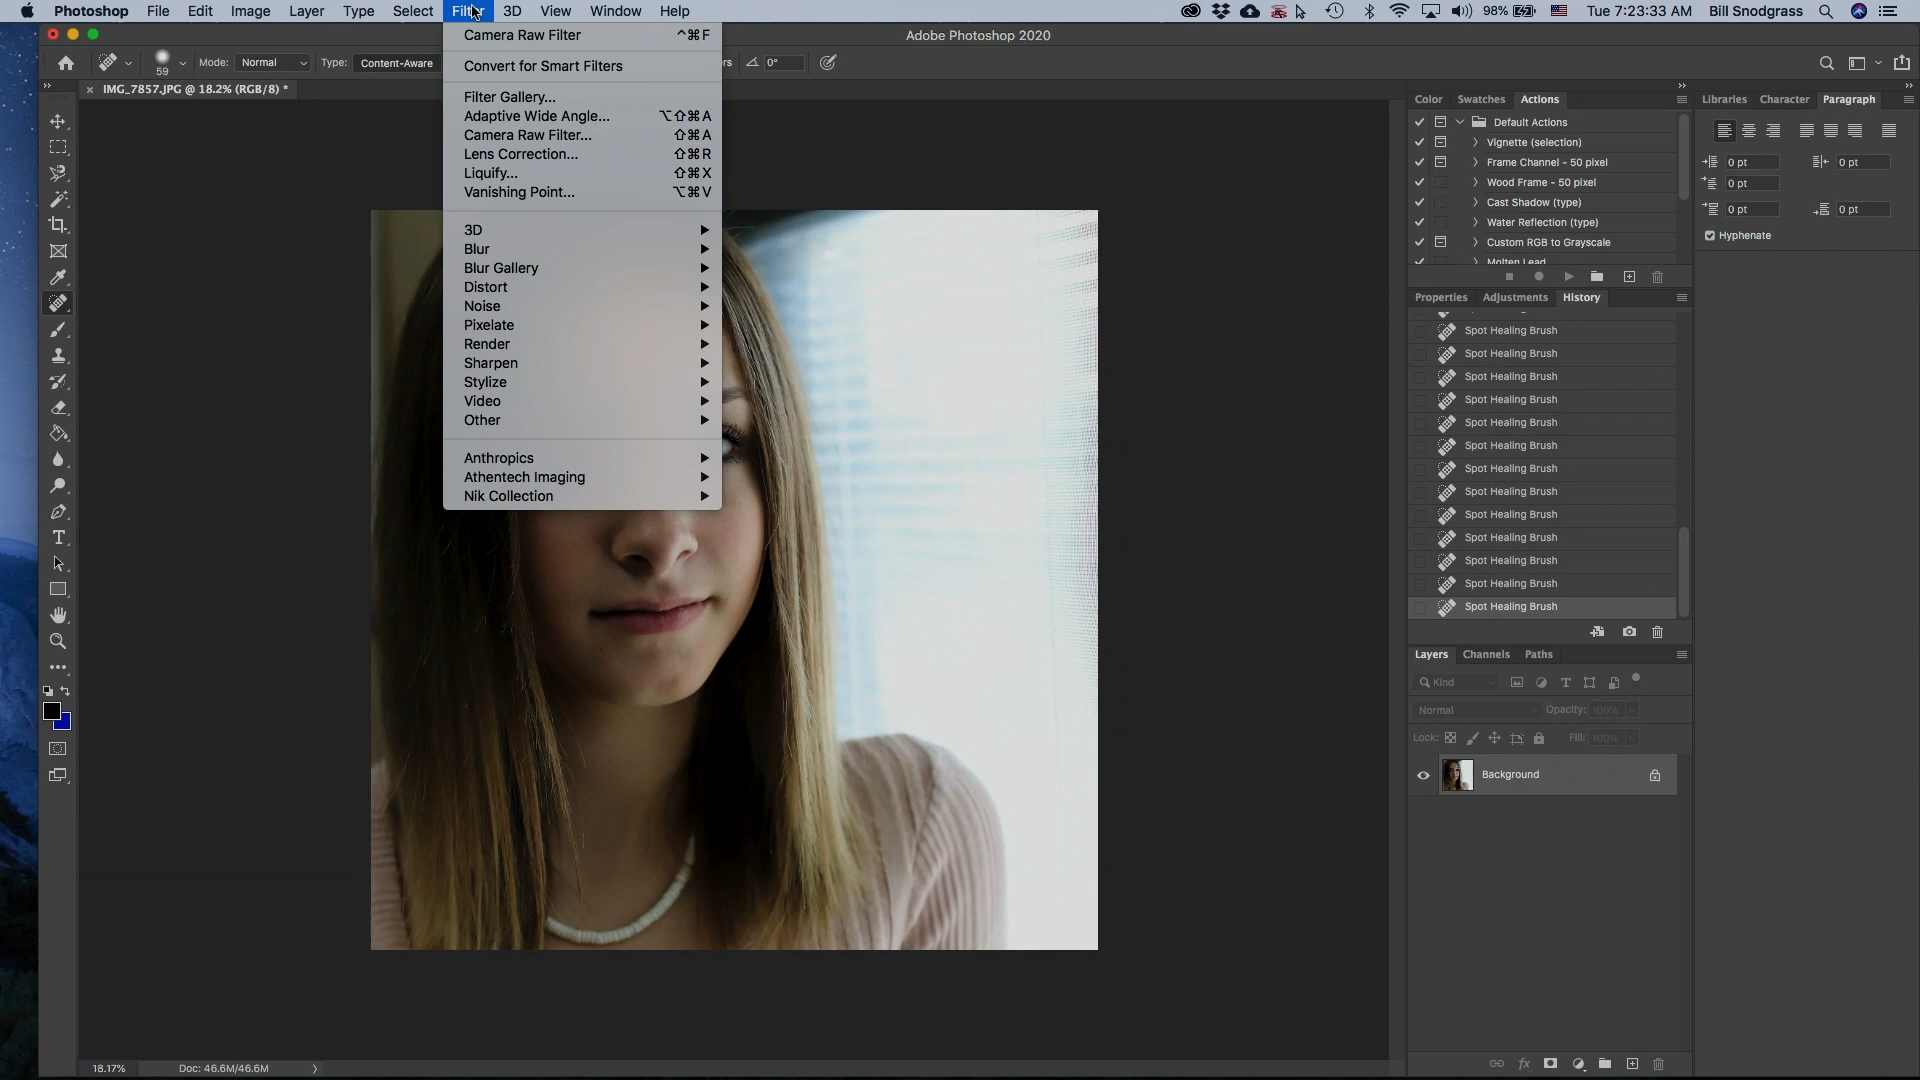 Photoshop File Edit Image Layer Type Select Filter 3D View Window Help 98% Tue 7:23:33 AM Bill Snodgrass
Adobe Photoshop 2020
59 Mode: Normal Type: Content-Aware rs 0°
IMG_7857.JPG @ 18.2% (RGB/8) *
Camera Raw Filter ^⌘F
Convert for Smart Filters
Filter Gallery...
Adaptive Wide Angle... ⌥⇧⌘A
Camera Raw Filter... ⇧⌘A
Lens Correction... ⇧⌘R
Liquify... ⇧⌘X
Vanishing Point... ⌥⌘V
3D
Blur
Blur Gallery
Distort
Noise
Pixelate
Render
Sharpen
Stylize
Video
Other
Anthropics
Athentech Imaging
Nik Collection
Color Swatches Actions
Default Actions
Vignette (selection)
Frame Channel - 50 pixel
Wood Frame - 50 pixel
Cast Shadow (type)
Water Reflection (type)
Custom RGB to Grayscale
Molten Lead
Libraries Character Paragraph
0 pt 0 pt
0 pt
0 pt 0 pt
Hyphenate
Properties Adjustments History
Spot Healing Brush
Spot Healing Brush
Spot Healing Brush
Spot Healing Brush
Spot Healing Brush
Spot Healing Brush
Spot Healing Brush
Spot Healing Brush
Spot Healing Brush
Spot Healing Brush
Spot Healing Brush
Spot Healing Brush
Spot Healing Brush
Layers Channels Paths
Kind
Normal Opacity: 100%
Lock: Fill: 100%
Background
fx
18.17% Doc: 46.6M/46.6M